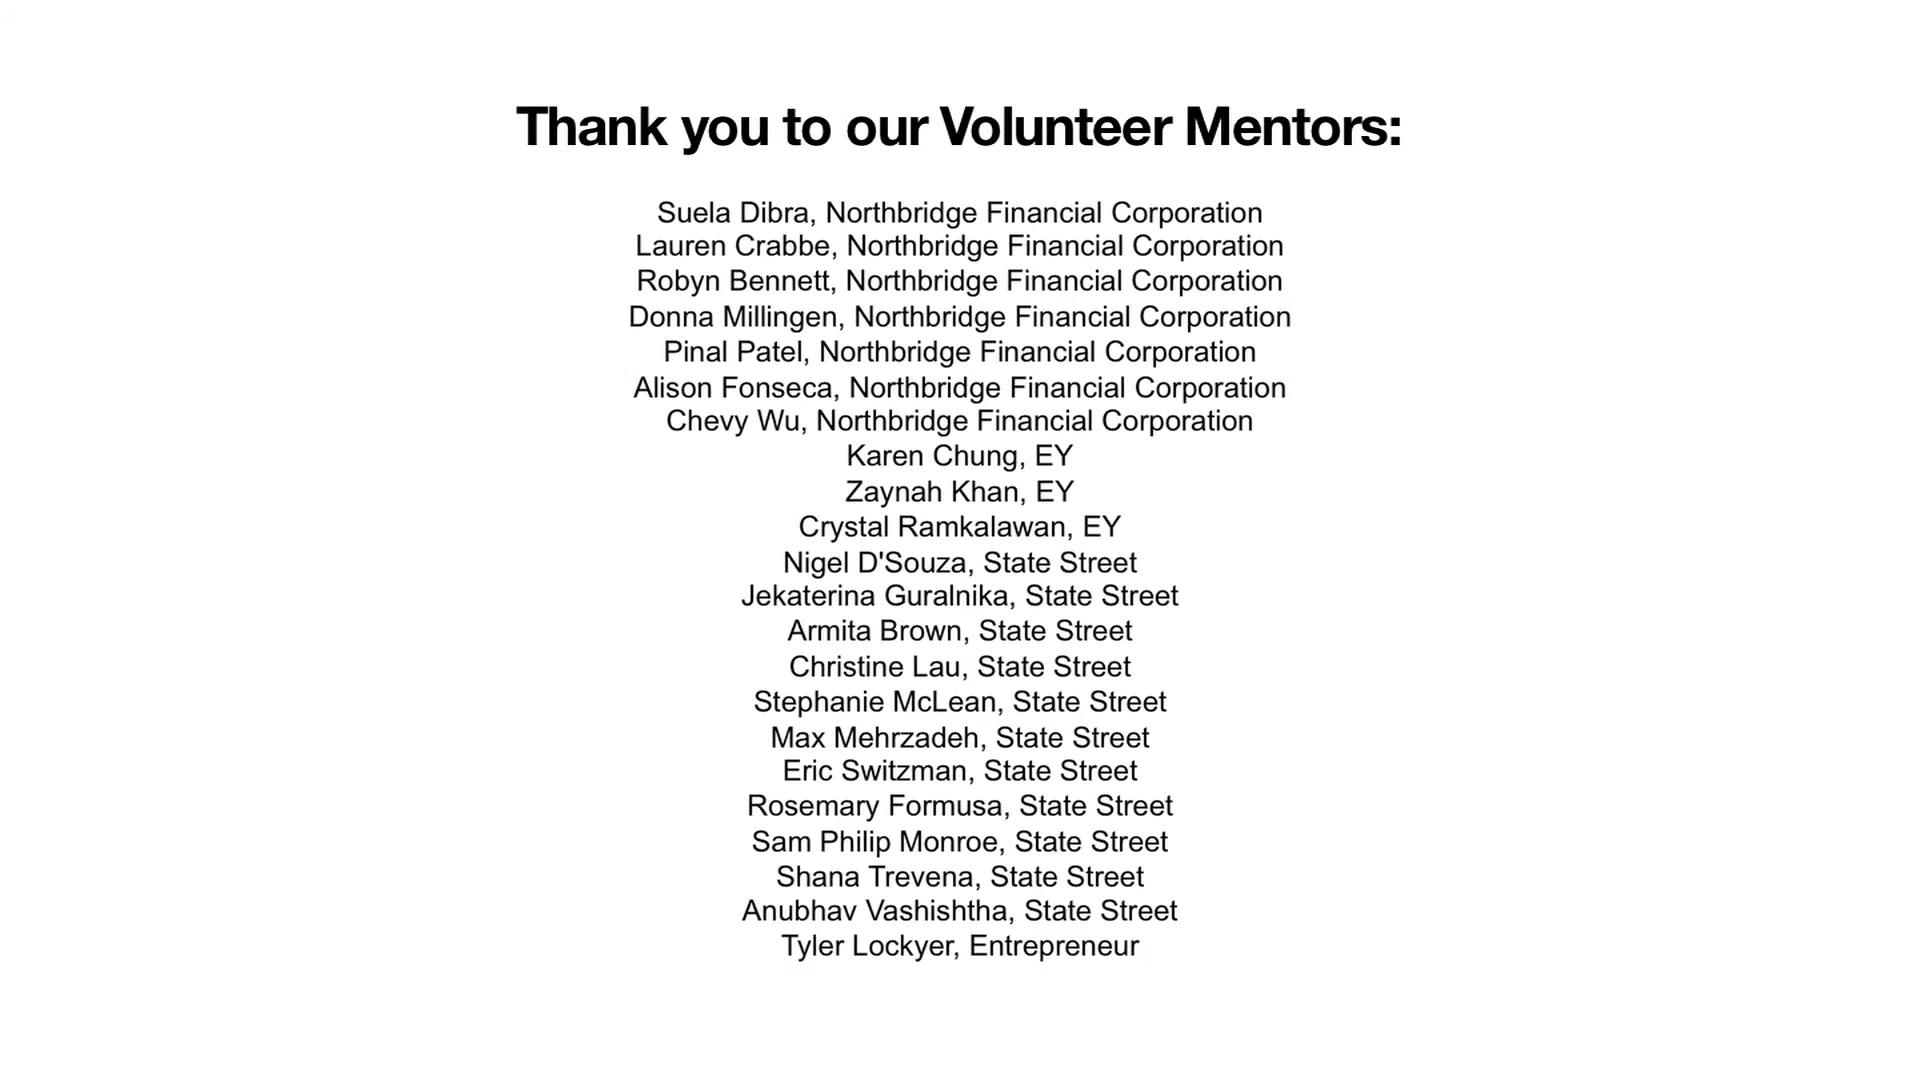 Thank you to our Volunteer Mentors:
Suela Dibra, Northbridge Financial Corporation
Lauren Crabbe, Northbridge Financial Corporation
Robyn Bennett, Northbridge Financial Corporation
Donna Millingen, Northbridge Financial Corporation
Pinal Patel, Northbridge Financial Corporation
Alison Fonseca, Northbridge Financial Corporation
Chevy Wu, Northbridge Financial Corporation
Karen Chung, EY
Zaynah Khan, EY
Crystal Ramkalawan, EY
Nigel D'Souza, State Street
Jekaterina Guralnika, State Street
Armita Brown, State Street
Christine Lau, State Street
Stephanie McLean, State Street
Max Mehrzadeh, State Street
Eric Switzman, State Street
Rosemary Formusa, State Street
Sam Philip Monroe, State Street
Shana Trevena, State Street
Anubhav Vashishtha, State Street
Tyler Lockyer, Entrepreneur